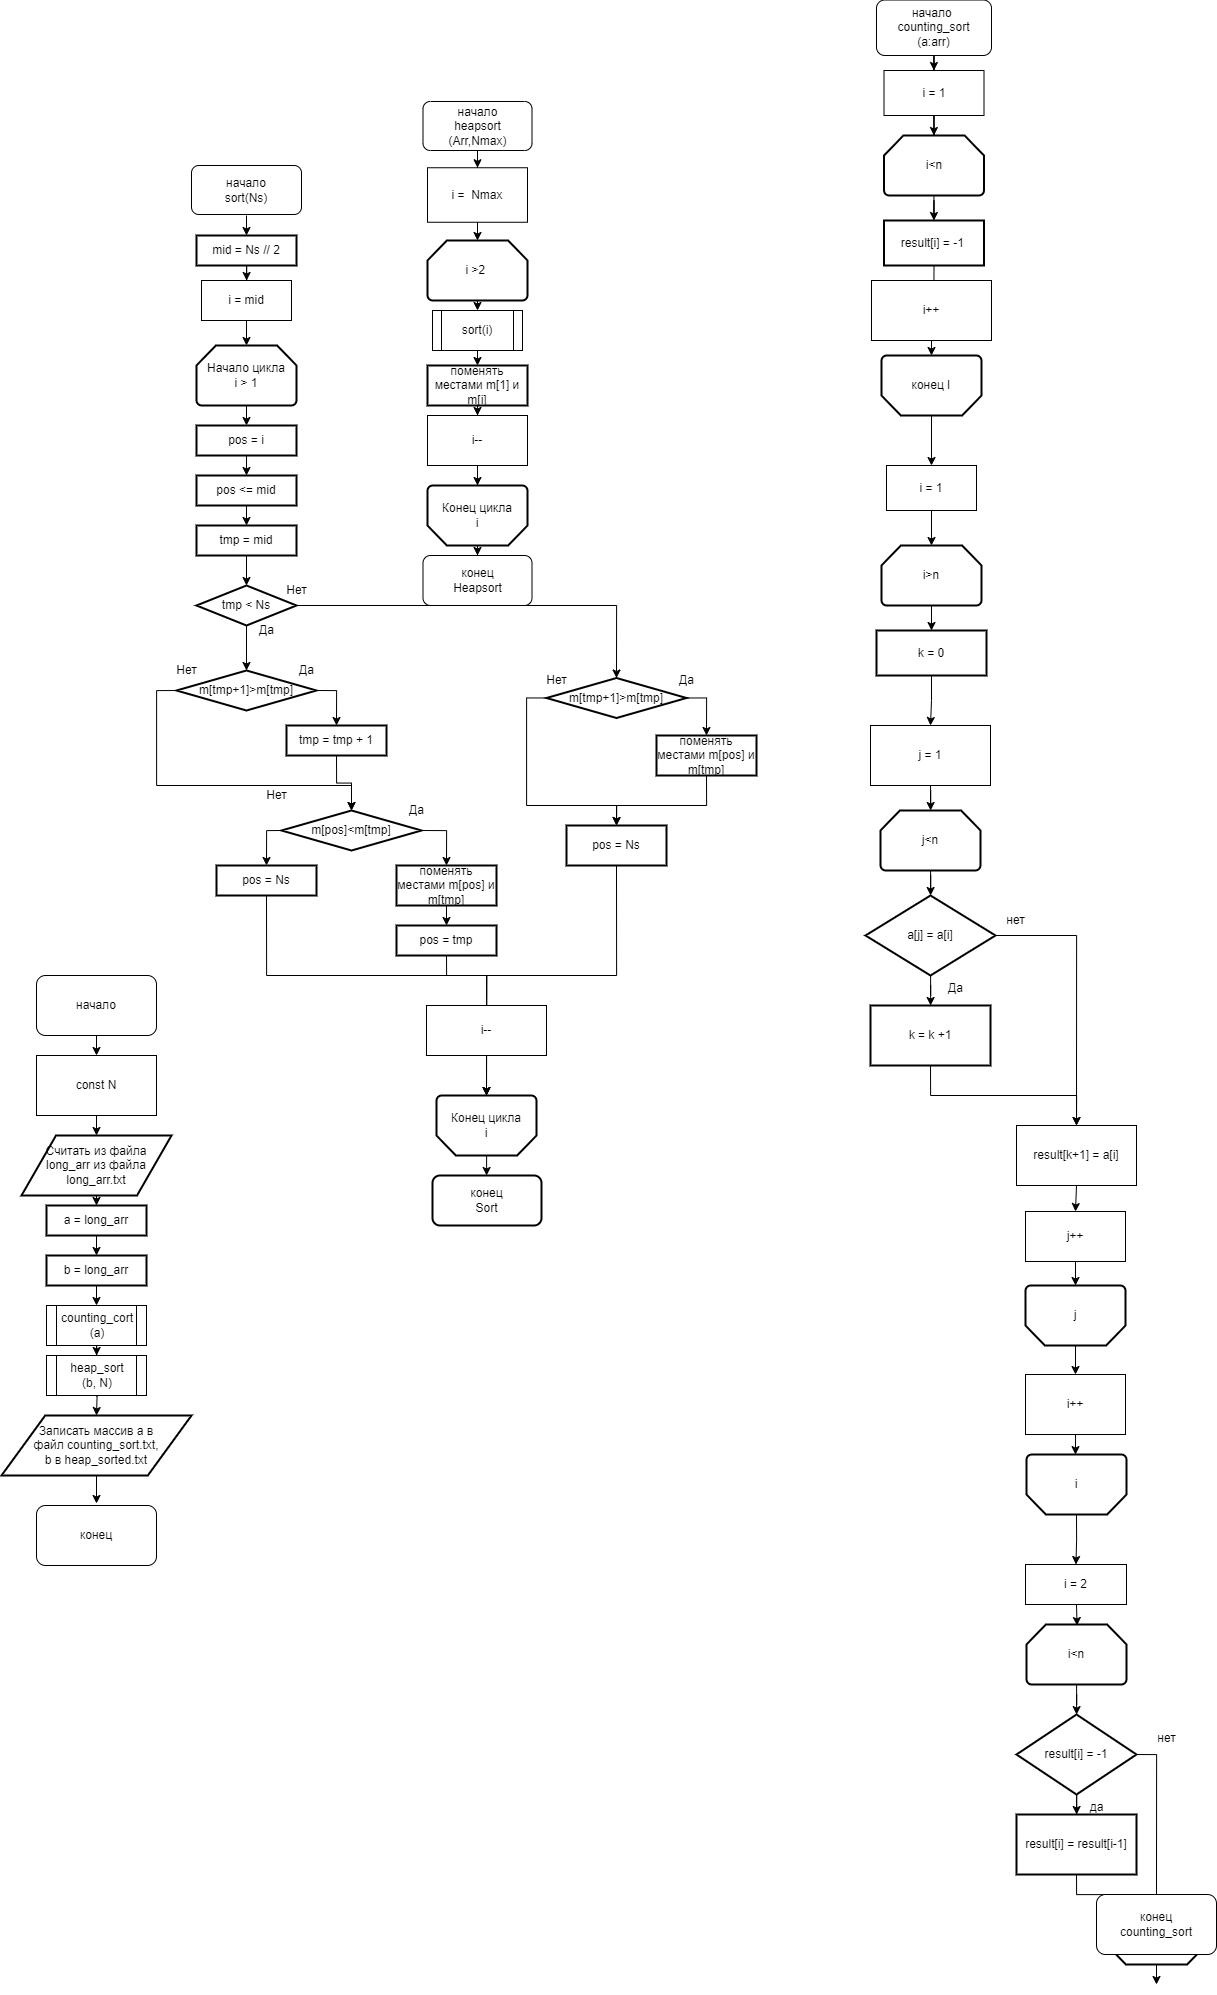 начало
counting_sort
(a:arr)
i = 1
i<n
result[i] = -1
i++
конец I
i = 1
i>n
k = 0
j = 1
j<n
a[j] = a[i]
нет
Да
k = k +1
result[k+1] = a[i]
j++
j
i++
i
i = 2
i<n
result[i] = -1
нет
да
result[i] = result[i-1]
конец
counting_sort
начало
heapsort
(Arr,Nmax)
i = Nmax
i >2
sort(i)
поменять
местами m[1] и
m[i]
i--
Конец цикла
i
конец
Heapsort
начало
sort(Ns)
mid = Ns // 2
i = mid
Начало цикла
i > 1
pos = i
pos <= mid
tmp = mid
tmp < Ns
Нет
Да
Нет
Да
m[tmp+1]>m[tmp]
tmp = tmp + 1
Нет
Да
m[pos]<m[tmp]
pos = Ns
поменять
местами m[pos] и
m[tmp]
pos = tmp
Нет
Да
m[tmp+1]>m[tmp]
поменять
местами m[pos] и
m[tmp]
pos = Ns
i--
Конец цикла
i
конец
Sort
начало
const N
Считать из файла
long_arr из файла
long_arr.txt
a = long_arr
b = long_arr
counting_cort
(a)
heap_sort
(b, N)
Записать массив a в
файл counting_sort.txt,
b в heap_sorted.txt
конец